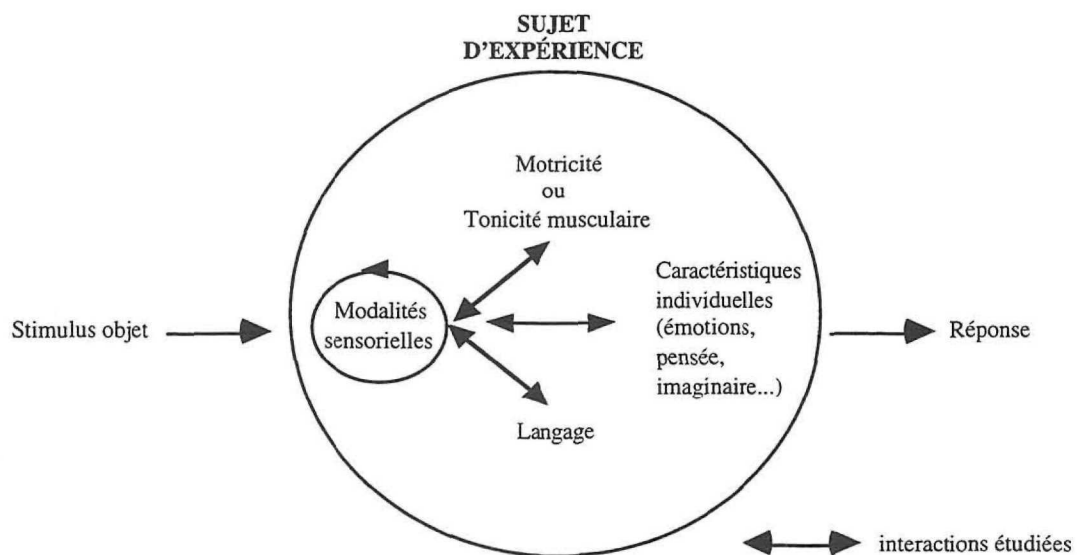 SUJET
D'EXPÉRIENCE
Motricité
ou
Tonicité musculaire
Caractéristiques
individuelles
(émotions,
pensée,
imaginaire...)
Modalités
sensorielles
Stimulus objet
Réponse
Langage
interactions étudiées